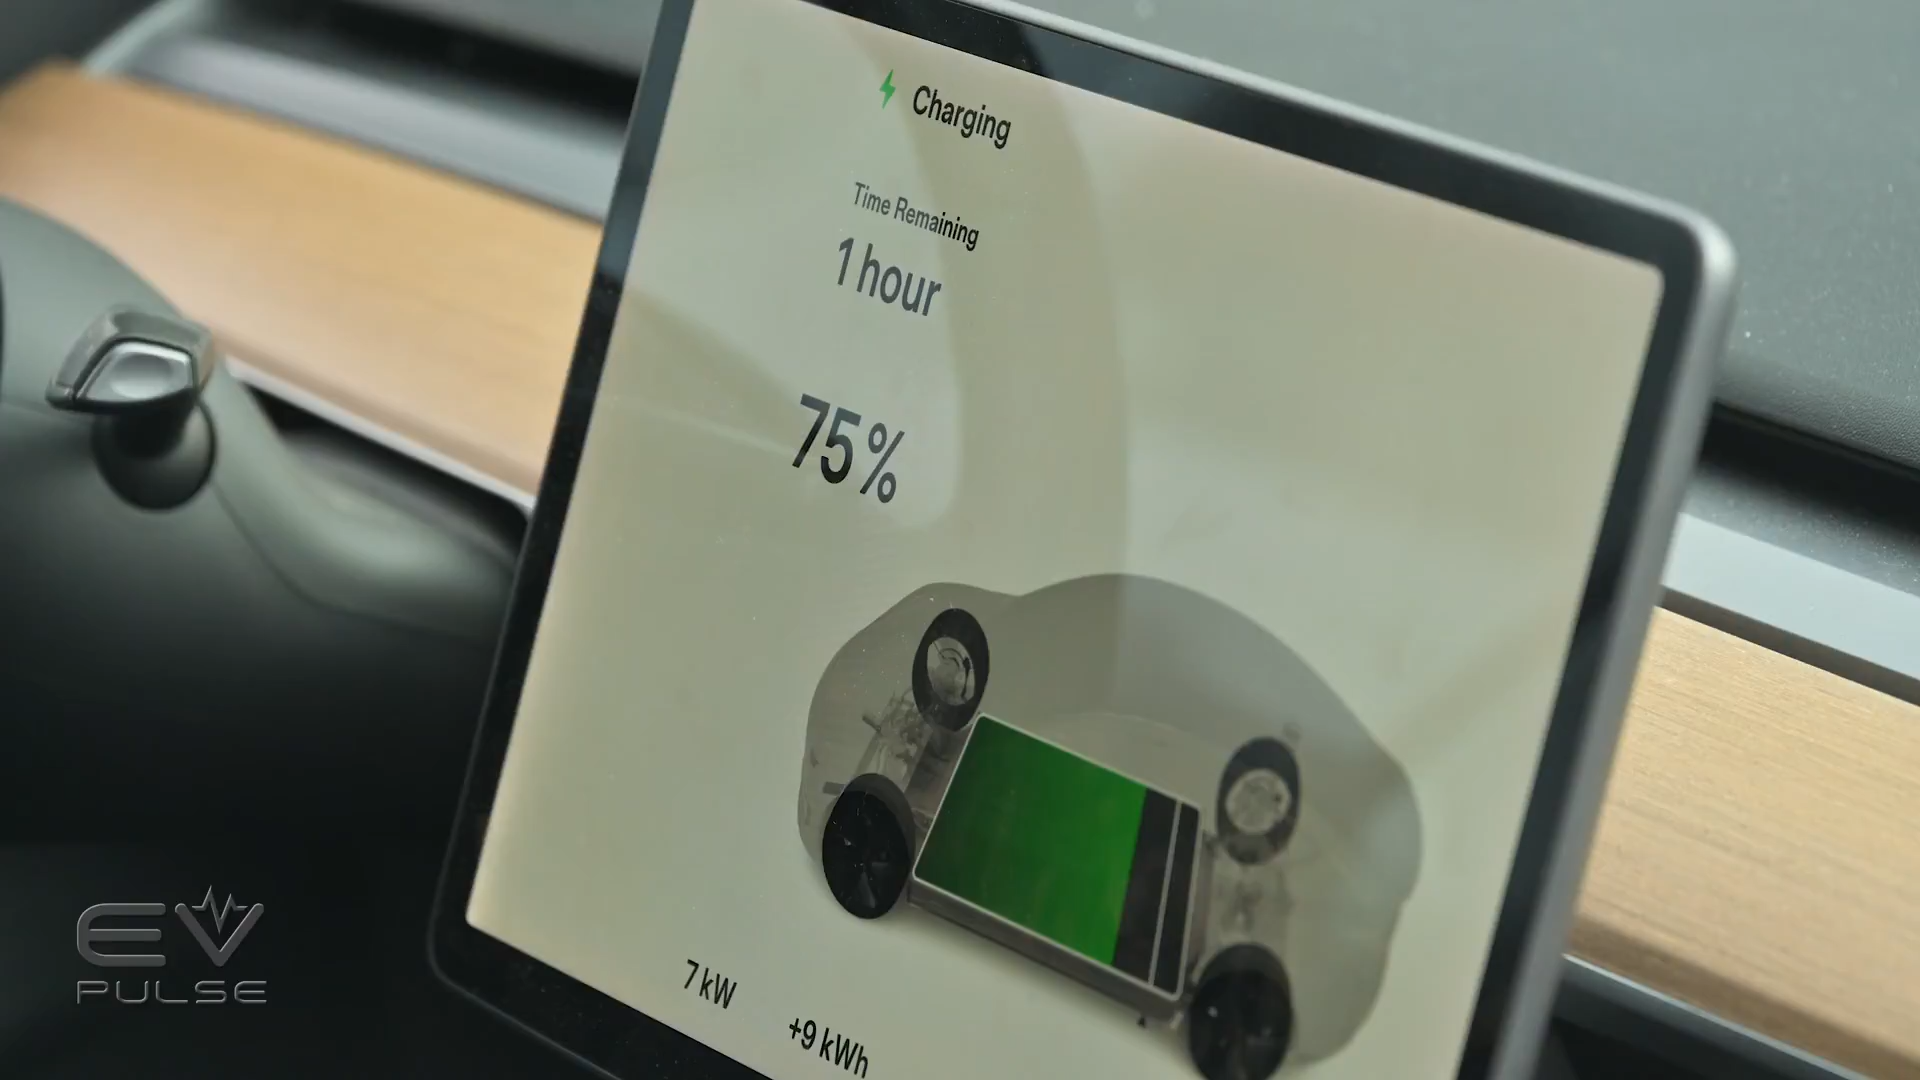 Charging
Time Remaining
1 hour
75%
7 kW
+9 kWh
EV
PULSE